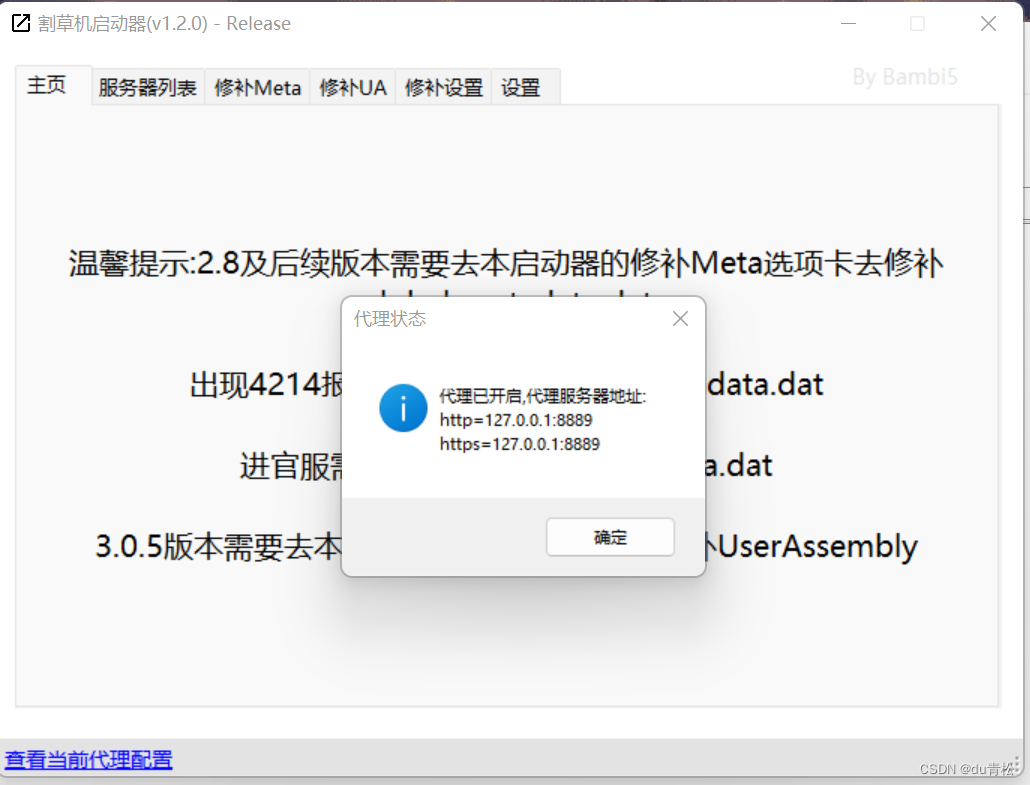 割草机启动器(v1.2.0) - Release
By Bambi5
主页 服务器列表 修补Meta 修补UA 修补设置 设置
温馨提示:2.8及后续版本需要去本启动器的修补Meta选项卡去修补
代理状态
代理已开启,代理服务器地址:
http=127.0.0.1:8889
https=127.0.0.1:8889
确定
出现4214报 data.dat
进官服需 a.dat
3.0.5版本需要去本 补UserAssembly
查看当前代理配置
CSDN @du青松